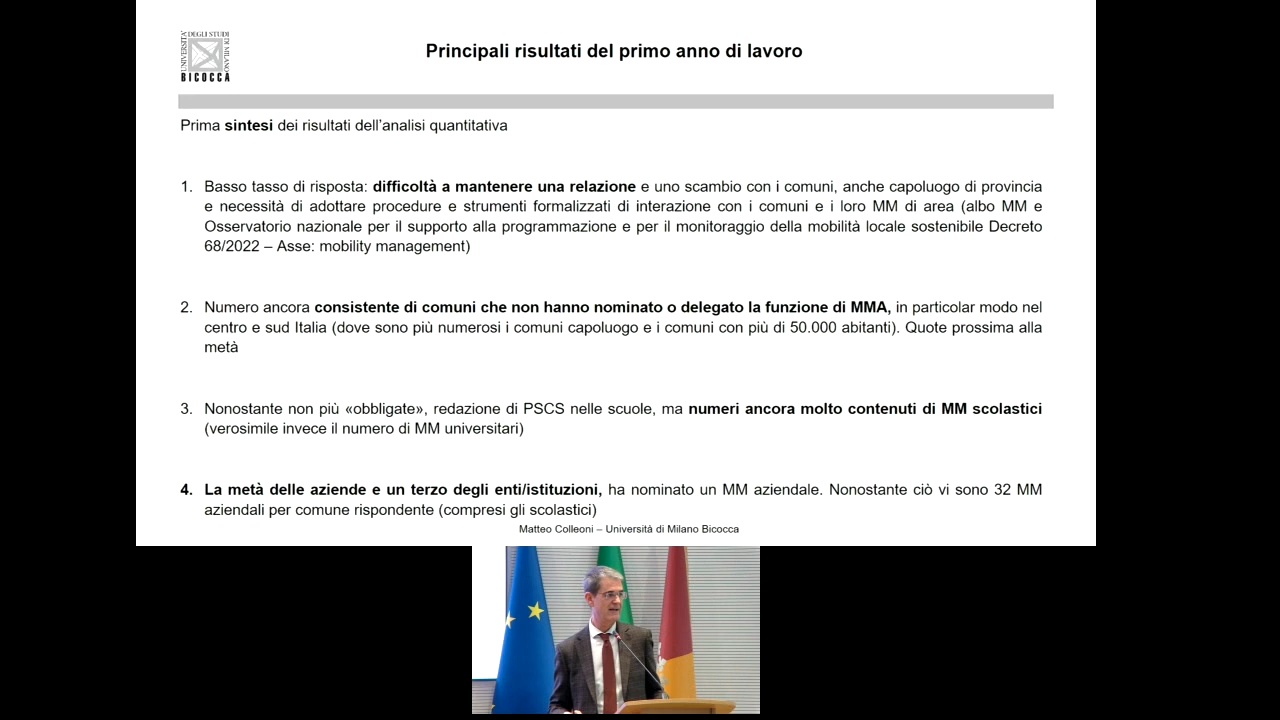 UNIVERSITA' DEGLI STUDI DI MILANO
BICOCCA
Principali risultati del primo anno di lavoro
Prima sintesi dei risultati dell'analisi quantitativa
1. Basso tasso di risposta: difficoltà a mantenere una relazione e uno scambio con i comuni, anche capoluogo di provincia
e necessità di adottare procedure e strumenti formalizzati di interazione con i comuni e i loro MM di area (albo MM e
Osservatorio nazionale per il supporto alla programmazione e per il monitoraggio della mobilità locale sostenibile Decreto
68/2022 – Asse: mobility management)
2. Numero ancora consistente di comuni che non hanno nominato o delegato la funzione di MMA, in particolar modo nel
centro e sud Italia (dove sono più numerosi i comuni capoluogo e i comuni con più di 50.000 abitanti). Quote prossima alla
metà
3. Nonostante non più «obbligate», redazione di PSCS nelle scuole, ma numeri ancora molto contenuti di MM scolastici
(verosimile invece il numero di MM universitari)
4. La metà delle aziende e un terzo degli enti/istituzioni, ha nominato un MM aziendale. Nonostante ciò vi sono 32 MM
aziendali per comune rispondente (compresi gli scolastici)
Matteo Colleoni – Università di Milano Bicocca